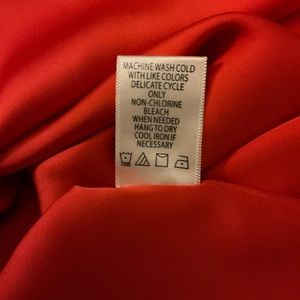 MACHINE WASH COLD
WITH LIKE COLORS
DELICATE CYCLE
ONLY
NON-CHLORINE
BLEACH
WHEN NEEDED
HANG TO DRY
COOL IRON IF
NECESSARY